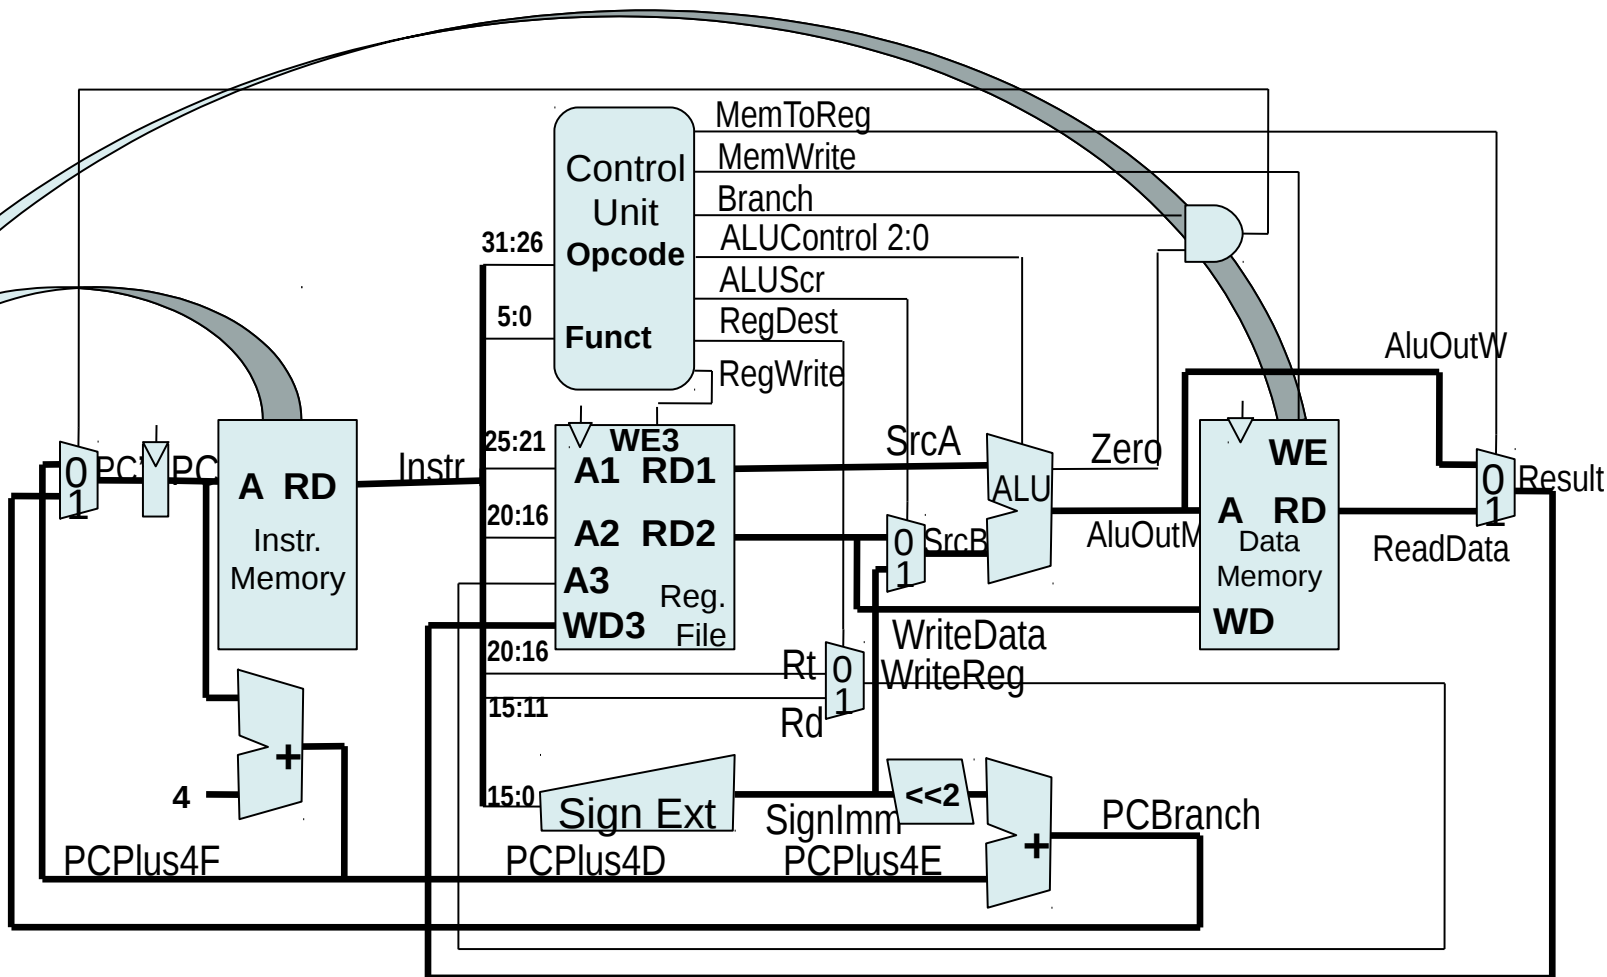 MemToReg
Control
Unit
MemWrite
Branch
31:26
Opcode
ALUControl 2:0
ALUScr
5:0
Funct
RegDest
RegWrite
AluOutW
25:21
WE3
SrcA
Zero
WE
0
1
PC'
PC
A RD
Instr
A1 RD1
ALU
0
1
Result
Instr.
Memory
20:16
A2 RD2
0
1
SrcB
AluOutM
A RD
Data
Memory
ReadData
A3
Reg.
File
WD3
WD
WriteData
20:16
Rt
0
1
WriteReg
15:11
Rd
+
4
15:0
Sign Ext
SignImm
<<2
+
PCBranch
PCPlus4F
PCPlus4D
PCPlus4E